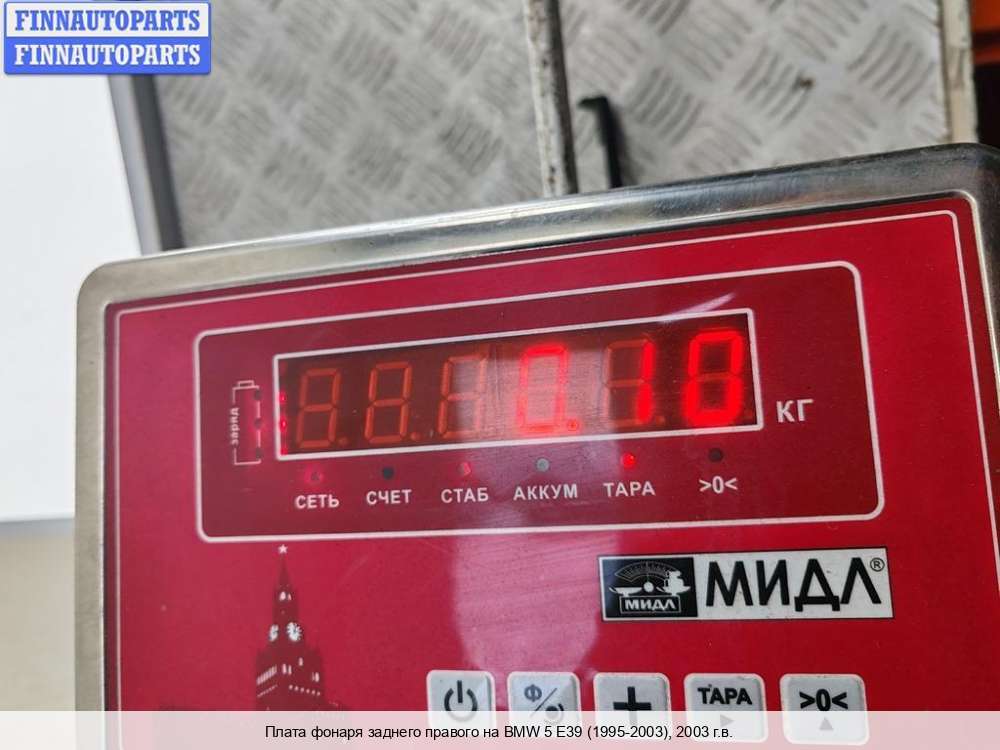 FINNAUTOPARTS
FINNAUTOPARTS
0.10 КГ
заряд
СЕТЬ СЧЕТ СТАБ АККУМ ТАРА >0<
МИДЛ МИДЛ®
Ф/ + ТАРА >0<
Плата фонаря заднего правого на BMW 5 E39 (1995-2003), 2003 г.в.